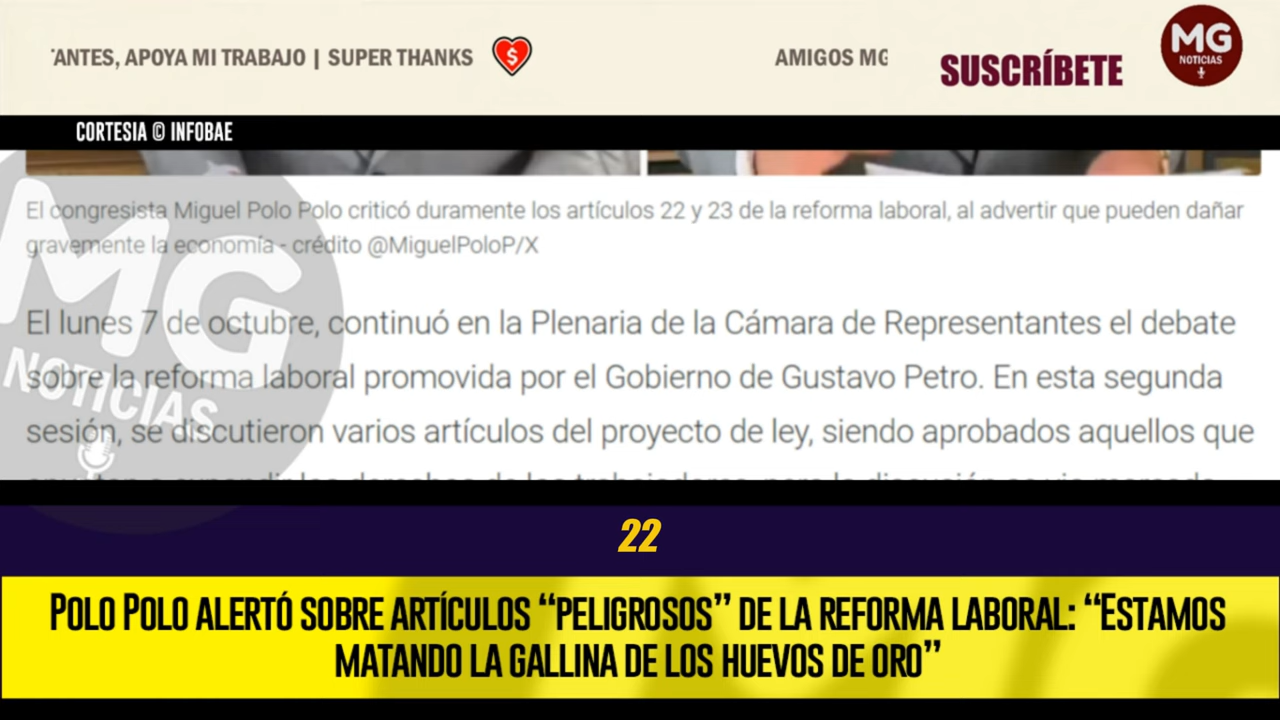 ANTES, APOYA MI TRABAJO | SUPER THANKS
AMIGOS MG
SUSCRÍBETE
MG
NOTICIAS
CORTESIA © INFOBAE
El congresista Miguel Polo Polo criticó duramente los artículos 22 y 23 de la reforma laboral, al advertir que pueden dañar
gravemente la economía - crédito @MiguelPoloP/X
El lunes 7 de octubre, continuó en la Plenaria de la Cámara de Representantes el debate
sobre la reforma laboral promovida por el Gobierno de Gustavo Petro. En esta segunda
sesión, se discutieron varios artículos del proyecto de ley, siendo aprobados aquellos que
MG
NOTICIAS
22
POLO POLO ALERTÓ SOBRE ARTÍCULOS “PELIGROSOS” DE LA REFORMA LABORAL: “ESTAMOS
MATANDO LA GALLINA DE LOS HUEVOS DE ORO”